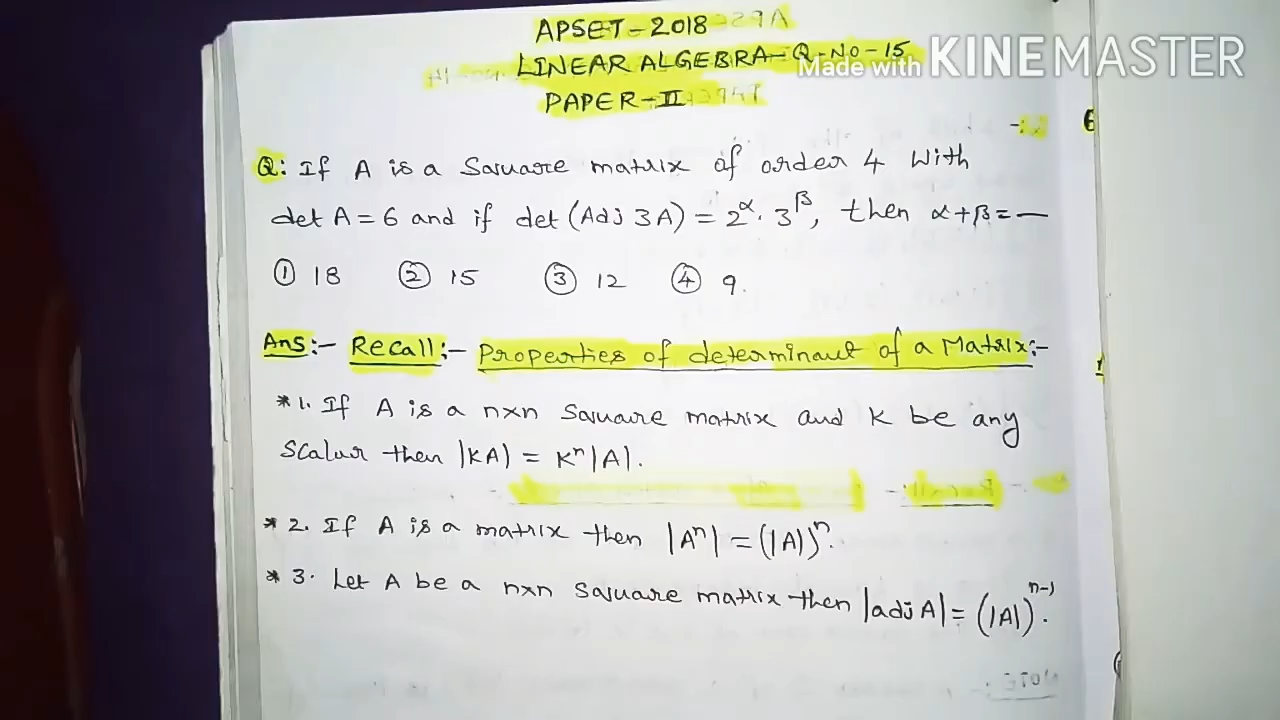 APSET-2018
LINEAR ALGEBRA-Q-NO-15
Made with KINEMASTER
PAPER-II
Q: If A is a Square matrix of order 4 with
det A = 6 and if det (Adj 3A) = 2^α. 3^β, then α+β = —
① 18 ② 15 ③ 12 ④ 9.
Ans:- Recall:- Properties of determinant of a Matrix:-
*1. If A is a n×n Square matrix and K be any
Scalar then |KA| = Kⁿ|A|.
*2. If A is a matrix then |Aⁿ| = (|A|)ⁿ.
*3. Let A be a n×n Square matrix then |adj A| = (|A|)ⁿ⁻¹.